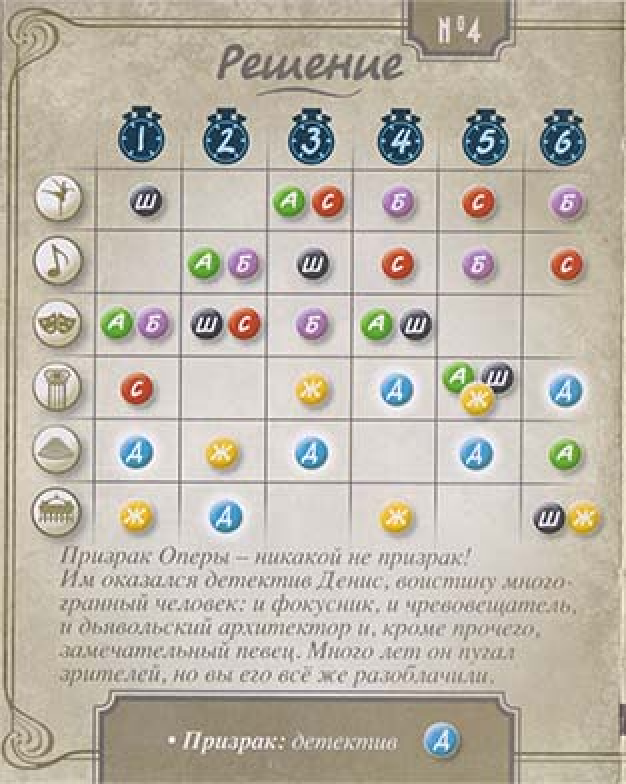 №4
Решение
1 2 3 4 5 6
Ш А С Б С Б
А Б Ш С Б С
А Б Ш С Б А Ш
С Ж Д А Ш Ж Д
Д Ж Д Д А
Ж Д Ж Ш Ж
Призрак Оперы – никакой не призрак!
Им оказался детектив Денис, воистину много-
гранный человек: и фокусник, и чревовещатель,
и дьявольский архитектор и, кроме прочего,
замечательный певец. Много лет он пугал
зрителей, но вы его всё же разоблачили.
• Призрак: детектив Д